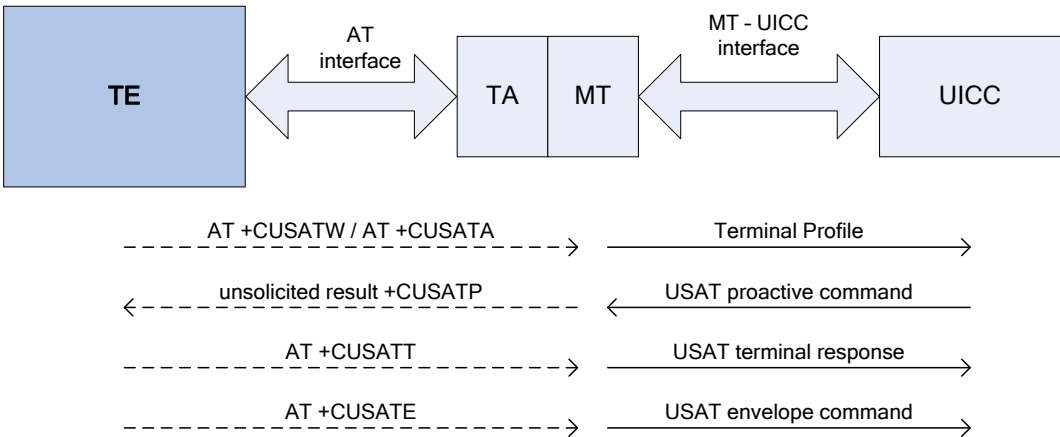 AT
interface
MT - UICC
interface
TE
TA
MT
UICC
AT +CUSATW / AT +CUSATA
Terminal Profile
unsolicited result +CUSATP
USAT proactive command
AT +CUSATT
USAT terminal response
AT +CUSATE
USAT envelope command